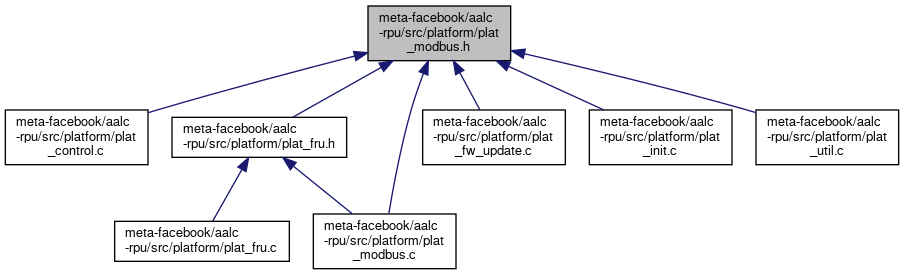 meta-facebook/aalc
-rpu/src/platform/plat
_modbus.h
meta-facebook/aalc
-rpu/src/platform/plat
_control.c
meta-facebook/aalc
-rpu/src/platform/plat_fru.h
meta-facebook/aalc
-rpu/src/platform/plat
_fw_update.c
meta-facebook/aalc
-rpu/src/platform/plat
_init.c
meta-facebook/aalc
-rpu/src/platform/plat
_util.c
meta-facebook/aalc
-rpu/src/platform/plat_fru.c
meta-facebook/aalc
-rpu/src/platform/plat
_modbus.c